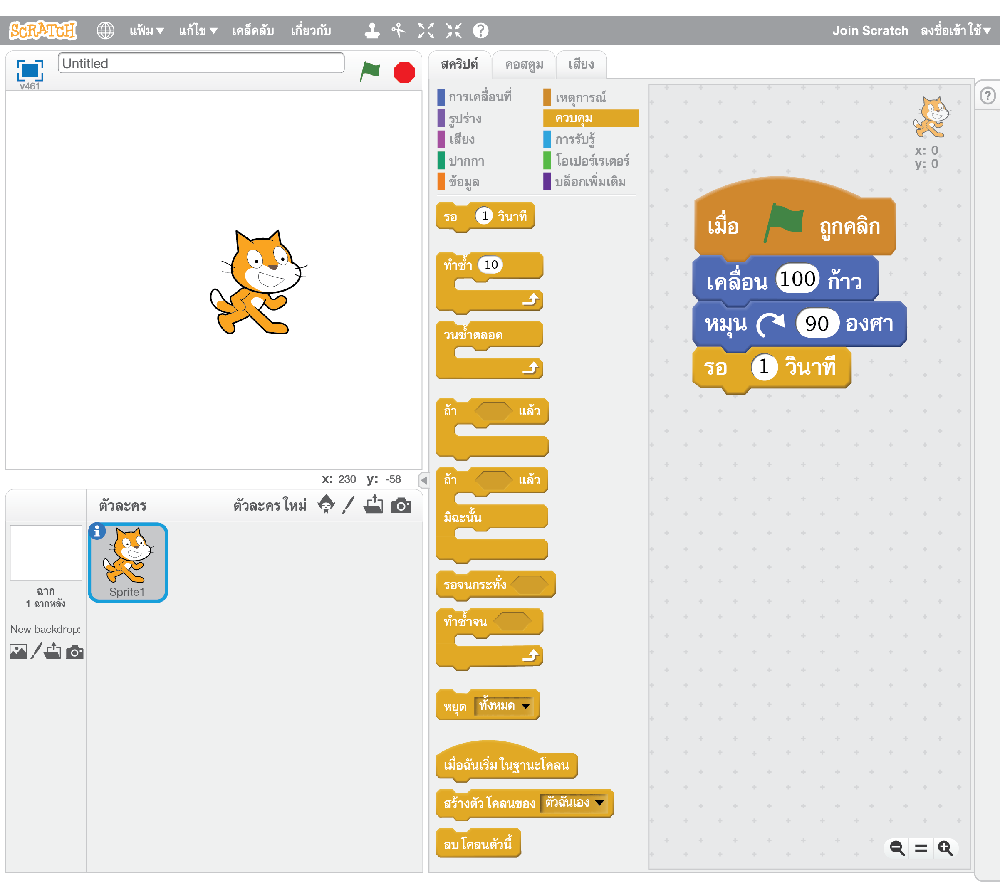 SCRATCH แฟ้ม แก้ไข เคล็ดลับ เกี่ยวกับ Join Scratch ลงชื่อเข้าใช้
Untitled
v461
x: 230 y: -58
ตัวละคร ตัวละครใหม่
Sprite1
ฉาก
1 ฉากหลัง
New backdrop:
สคริปต์ คอสตูม เสียง
การเคลื่อนที่ เหตุการณ์
รูปร่าง ควบคุม
เสียง การรับรู้
ปากกา โอเปอร์เรเตอร์
ข้อมูล บล็อกเพิ่มเติม
รอ 1 วินาที
ทำซ้ำ 10
วนซ้ำตลอด
ถ้า แล้ว
ถ้า แล้ว
มิฉะนั้น
รอจนกระทั่ง
ทำซ้ำจน
หยุด ทั้งหมด
เมื่อฉันเริ่มในฐานะโคลน
สร้างตัวโคลนของ ตัวฉันเอง
ลบโคลนตัวนี้
x: 0
y: 0
เมื่อ ถูกคลิก
เคลื่อน 100 ก้าว
หมุน 90 องศา
รอ 1 วินาที